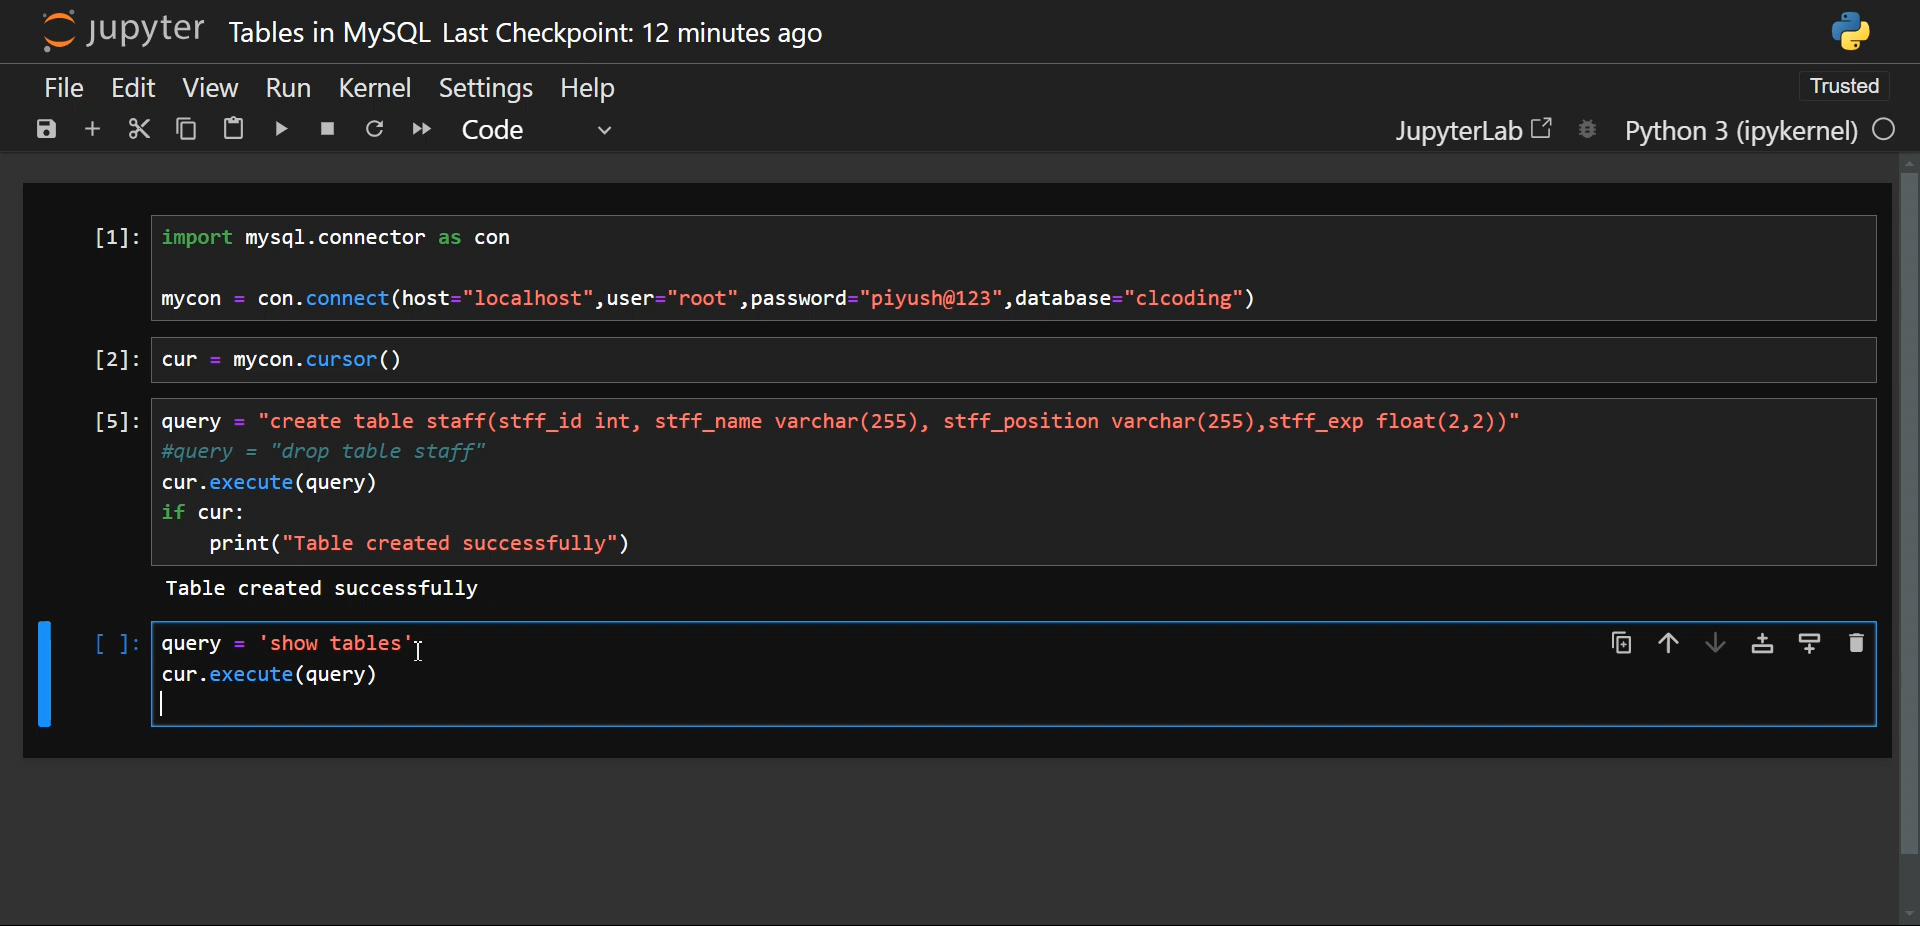 jupyter Tables in MySQL Last Checkpoint: 12 minutes ago
File Edit View Run Kernel Settings Help Trusted
Code JupyterLab Python 3 (ipykernel)
[1]: import mysql.connector as con
mycon = con.connect(host="localhost",user="root",password="piyush@123",database="clcoding")
[2]: cur = mycon.cursor()
[5]: query = "create table staff(stff_id int, stff_name varchar(255), stff_position varchar(255),stff_exp float(2,2))"
#query = "drop table staff"
cur.execute(query)
if cur:
print("Table created successfully")
Table created successfully
[ ]: query = 'show tables'
cur.execute(query)